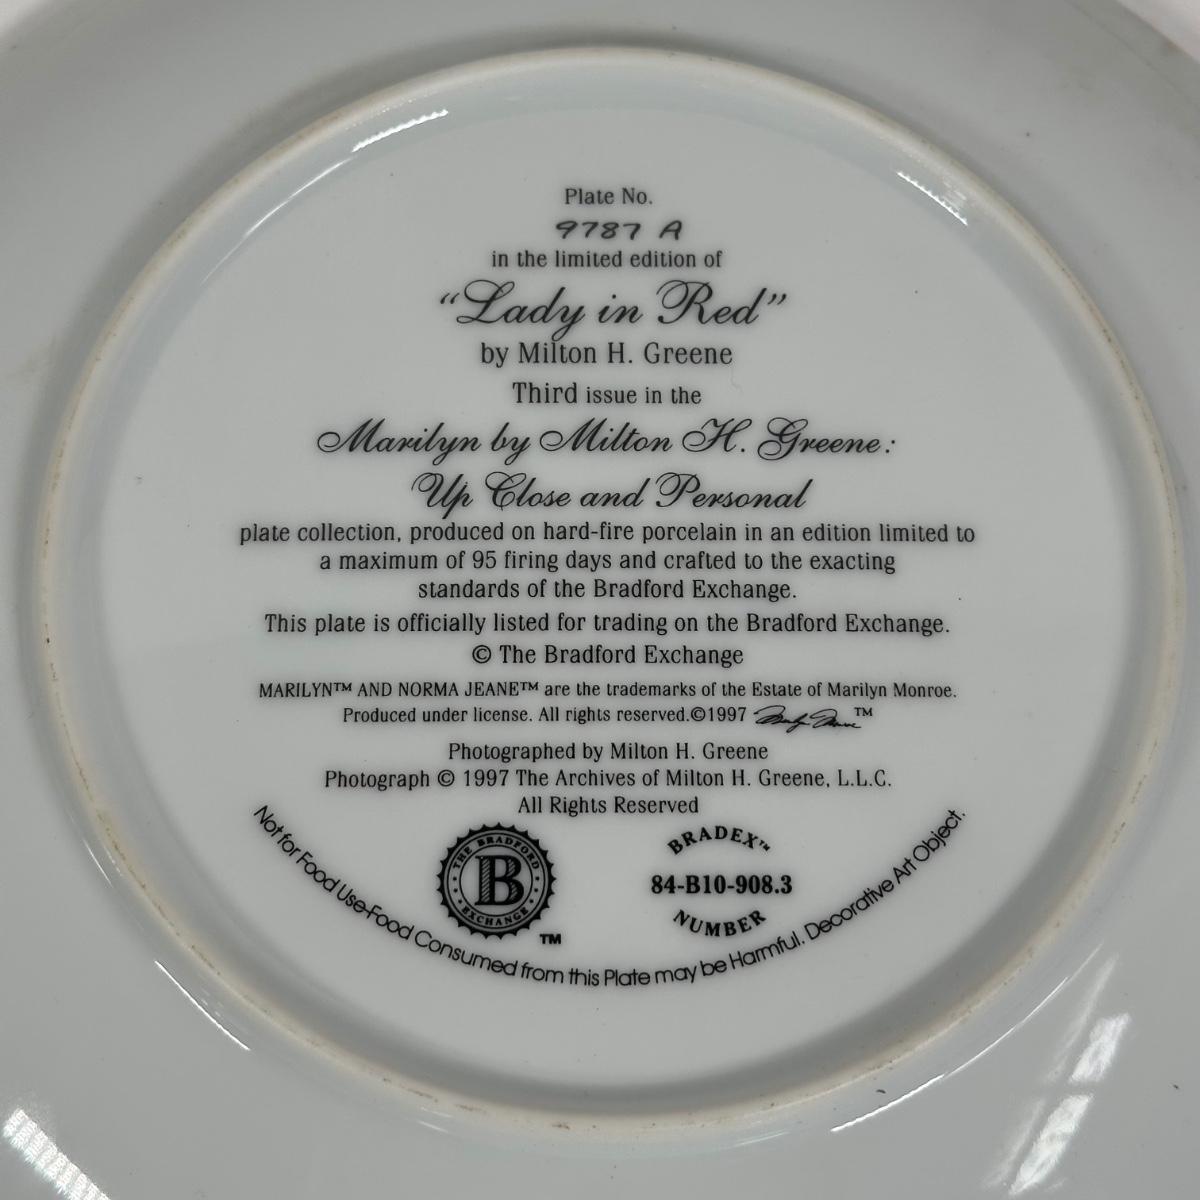 Plate No.
9787 A
in the limited edition of
“Lady in Red”
by Milton H. Greene
Third issue in the
Marilyn by Milton H. Greene:
Up Close and Personal
plate collection, produced on hard-fire porcelain in an edition limited to
a maximum of 95 firing days and crafted to the exacting
standards of the Bradford Exchange.
This plate is officially listed for trading on the Bradford Exchange.
© The Bradford Exchange
MARILYN™ AND NORMA JEANE™ are the trademarks of the Estate of Marilyn Monroe.
Produced under license. All rights reserved.©1997 Marilyn Monroe™
Photographed by Milton H. Greene
Photograph © 1997 The Archives of Milton H. Greene, L.L.C.
All Rights Reserved
THE BRADFORD
B
EXCHANGE
™
BRADEX™
84-B10-908.3
NUMBER
Not for Food Use-Food Consumed from this Plate may be Harmful. Decorative Art Object.